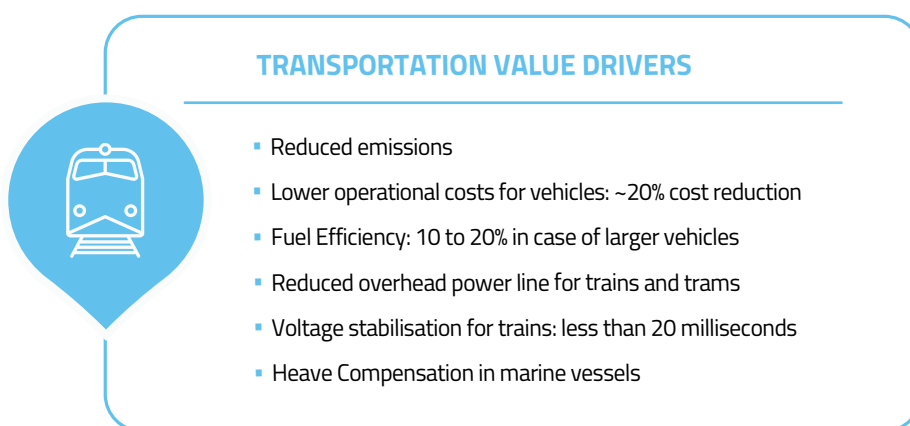 TRANSPORTATION VALUE DRIVERS
▪ Reduced emissions
▪ Lower operational costs for vehicles: ~20% cost reduction
▪ Fuel Efficiency: 10 to 20% in case of larger vehicles
▪ Reduced overhead power line for trains and trams
▪ Voltage stabilisation for trains: less than 20 milliseconds
▪ Heave Compensation in marine vessels